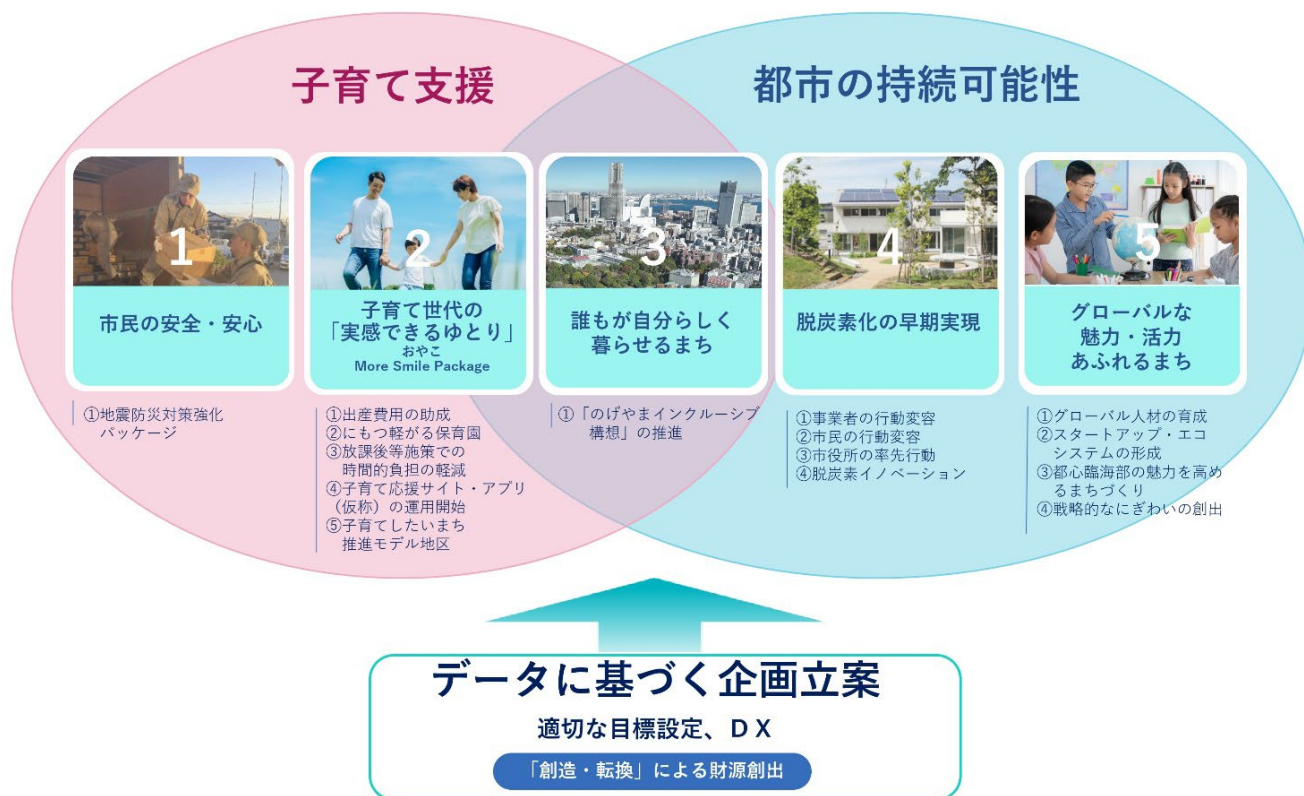 子育て支援
都市の持続可能性
1
市民の安全・安心
①地震防災対策強化
パッケージ
2
子育て世代の
「実感できるゆとり」
おやこ
More Smile Package
①出産費用の助成
②にもつ軽がる保育園
③放課後等施策での
時間的負担の軽減
④子育て応援サイト・アプリ
（仮称）の運用開始
⑤子育てしたいまち
推進モデル地区
3
誰もが自分らしく
暮らせるまち
①「のげやまインクルーシブ
構想」の推進
4
脱炭素化の早期実現
①事業者の行動変容
②市民の行動変容
③市役所の率先行動
④脱炭素イノベーション
5
グローバルな
魅力・活力
あふれるまち
①グローバル人材の育成
②スタートアップ・エコ
システムの形成
③都心臨海部の魅力を高め
るまちづくり
④戦略的なにぎわいの創出
データに基づく企画立案
適切な目標設定、ＤＸ
「創造・転換」による財源創出